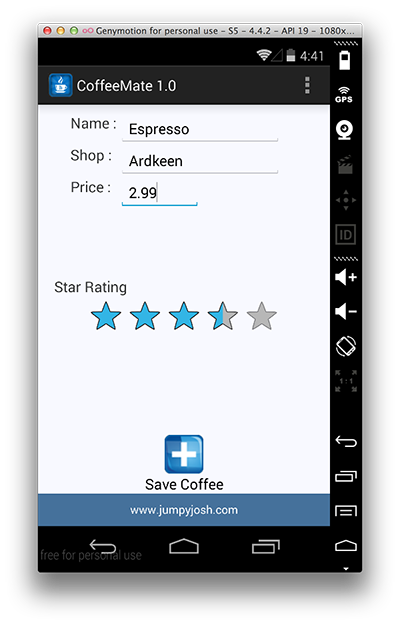 Genymotion for personal use - S5 - 4.4.2 - API 19 - 1080x...
4:41
CoffeeMate 1.0
GPS
Name : Espresso
Shop : Ardkeen
Price : 2.99
ID
Star Rating
1:1
Save Coffee
www.jumpyjosh.com
free for personal use